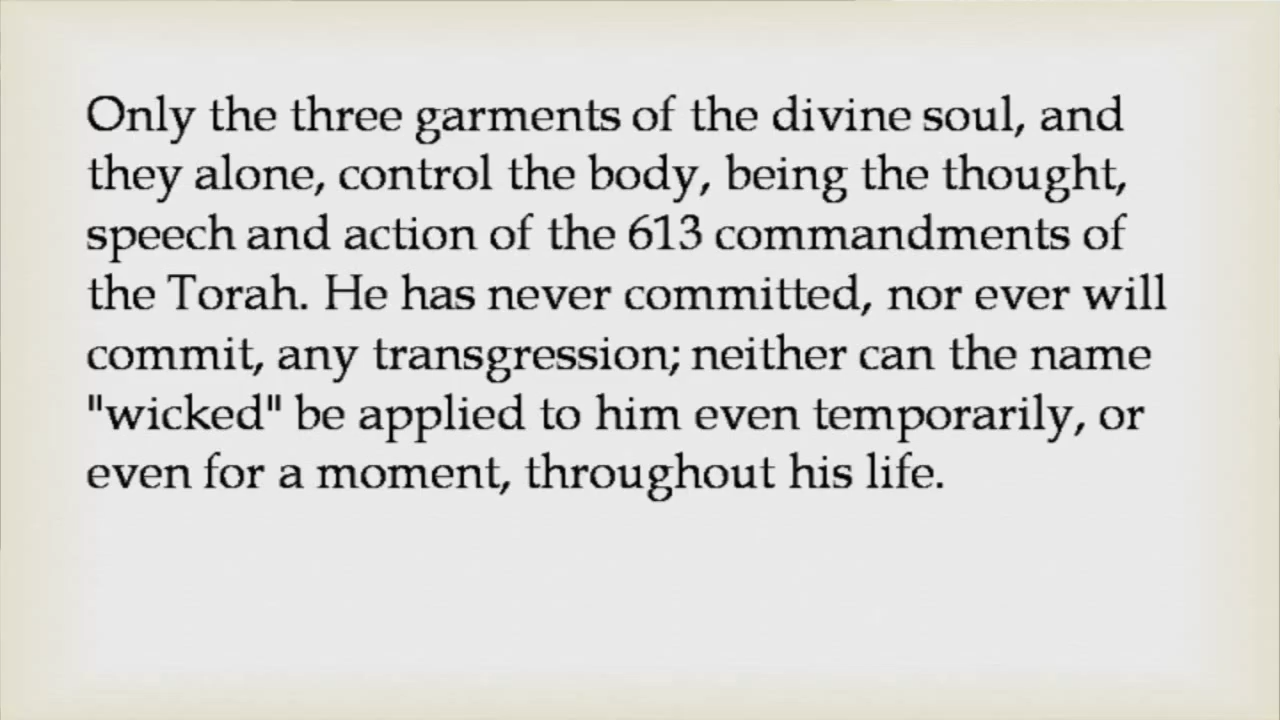 Only the three garments of the divine soul, and
they alone, control the body, being the thought,
speech and action of the 613 commandments of
the Torah. He has never committed, nor ever will
commit, any transgression; neither can the name
"wicked" be applied to him even temporarily, or
even for a moment, throughout his life.